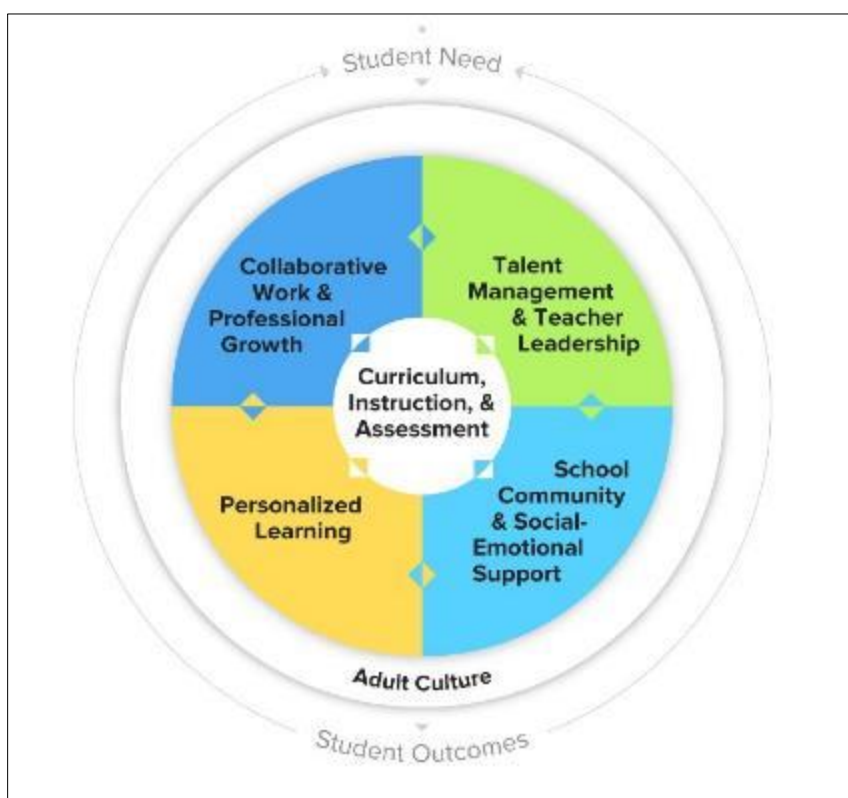 Student Need
Collaborative
Work &
Professional
Growth
Talent
Management
& Teacher
Leadership
Curriculum,
Instruction, &
Assessment
Personalized
Learning
School
Community
& Social-
Emotional
Support
Adult Culture
Student Outcomes